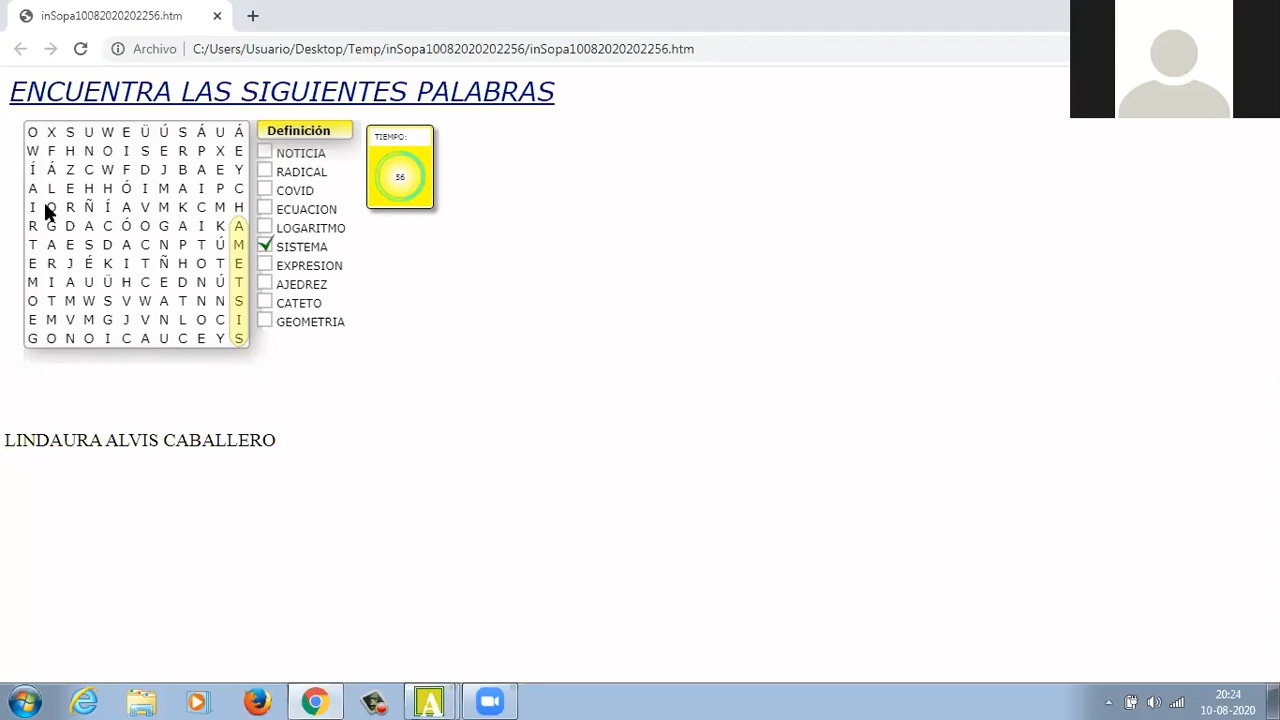 inSopa10082020202256.htm
Archivo C:/Users/Usuario/Desktop/Temp/inSopa10082020202256/inSopa10082020202256.htm
ENCUENTRA LAS SIGUIENTES PALABRAS
O X S U W E Ü Ú S Á U Á
W F H N O I S E R P X E
Í Á Z C W F D J B A E Y
A L E H H Ó I M A I P C
I O R Ñ Í A V M K C M H
R G D A C Ó O G A I K A
T A E S D A C N P T Ú M
E R J É K I T Ñ H O T E
M I A U Ü H C E D N Ú T
O T M W S V W A T N N S
E M V M G J V N L O C I
G O N O I C A U C E Y S
Definición
NOTICIA
RADICAL
COVID
ECUACION
LOGARITMO
SISTEMA
EXPRESION
AJEDREZ
CATETO
GEOMETRIA
TIEMPO:
56
LINDAURA ALVIS CABALLERO
20:24
10-08-2020